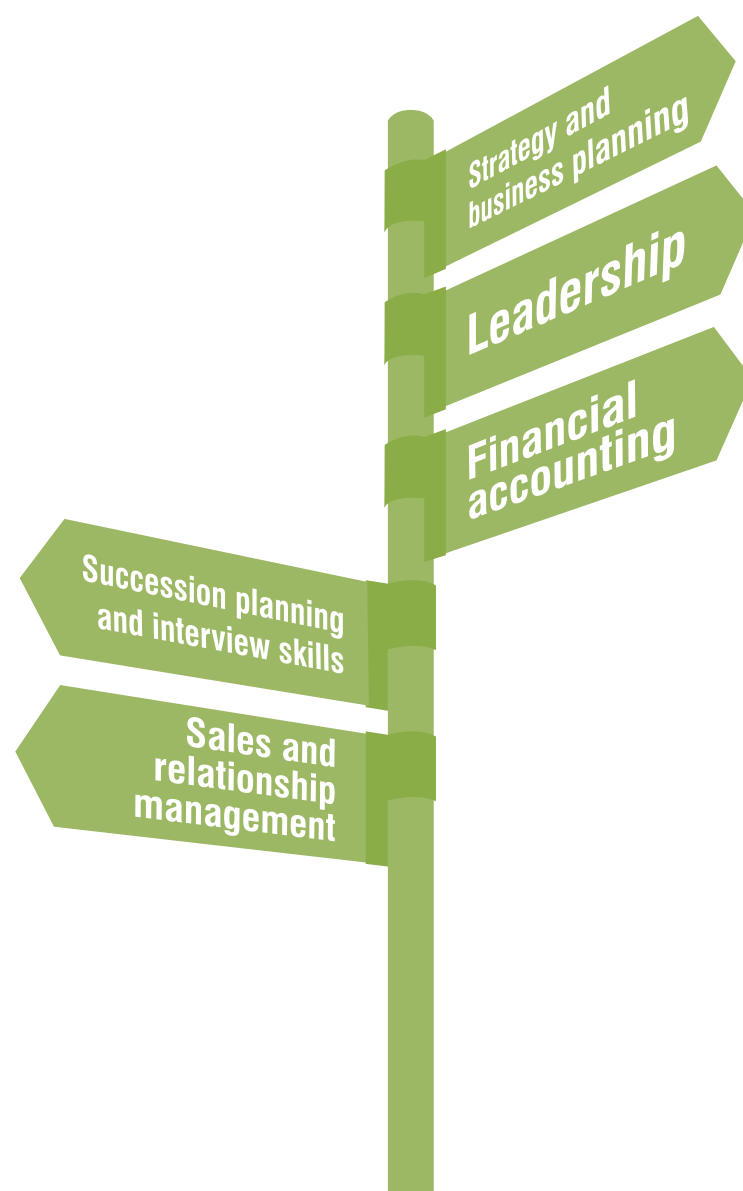 Strategy and
business planning
Leadership
Financial
accounting
Succession planning
and interview skills
Sales and
relationship
management